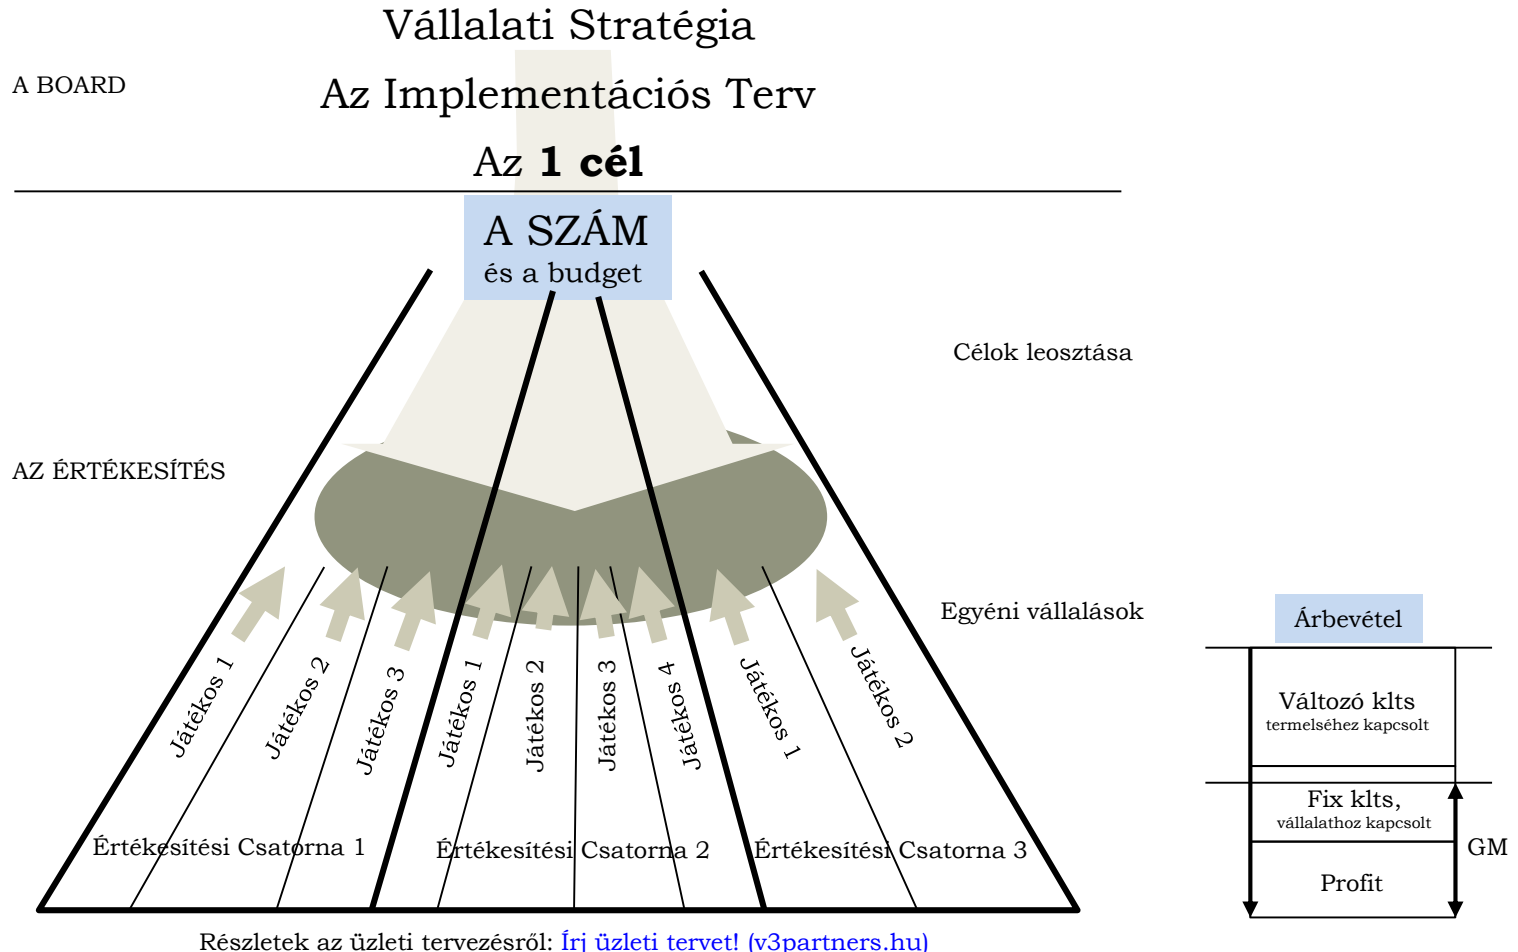 Vállalati Stratégia
A BOARD
Az Implementációs Terv
Az 1 cél
A SZÁM
és a budget
Célok leosztása
AZ ÉRTÉKESÍTÉS
Egyéni vállalások
Játékos 1
Játékos 2
Játékos 3
Játékos 1
Játékos 2
Játékos 3
Játékos 4
Játékos 1
Játékos 2
Értékesítési Csatorna 1
Értékesítési Csatorna 2
Értékesítési Csatorna 3
Árbevétel
Változó klts
termelséhez kapcsolt
Fix klts,
vállalathoz kapcsolt
GM
Profit
Részletek az üzleti tervezésről: Írj üzleti tervet! (v3partners.hu)